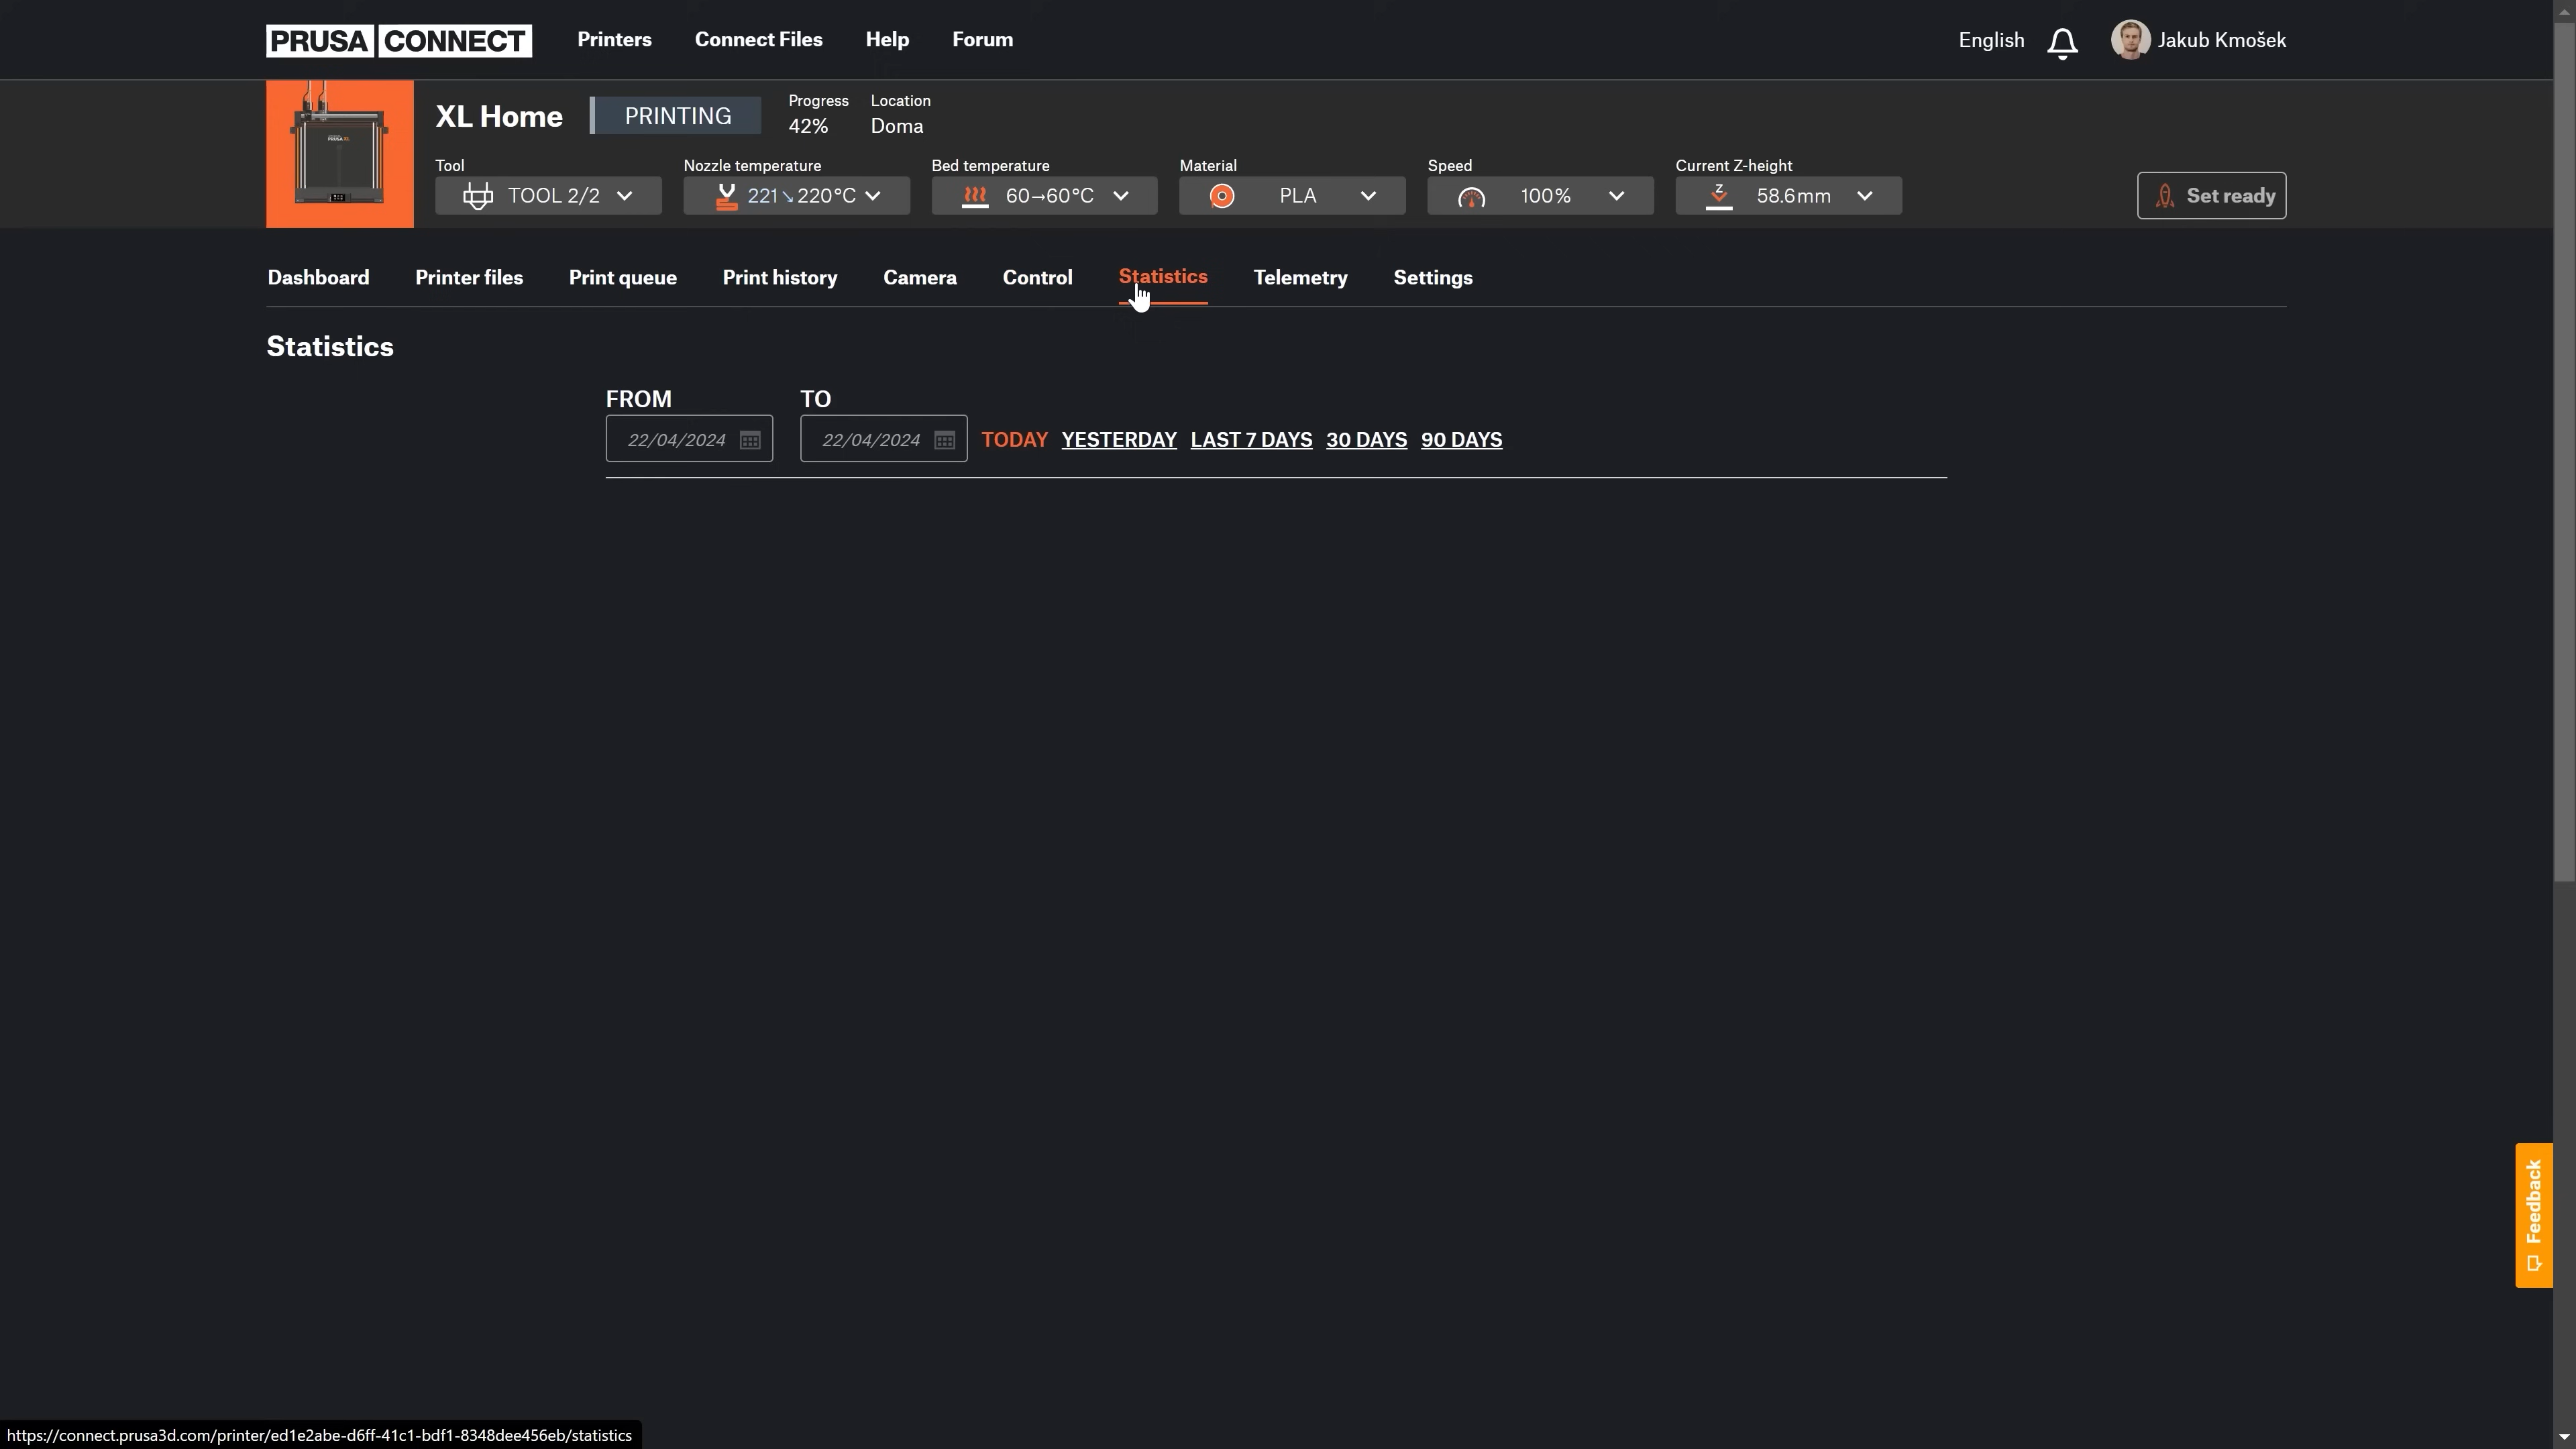 PRUSA CONNECT Printers Connect Files Help Forum English Jakub Kmošek
XL Home PRINTING
Progress Location
42% Doma
Tool Nozzle temperature Bed temperature Material Speed Current Z-height
TOOL 2/2 221↘220°C 60→60°C PLA 100% 58.6mm Set ready
Dashboard Printer files Print queue Print history Camera Control Statistics Telemetry Settings
Statistics
FROM TO
22/04/2024 22/04/2024 TODAY YESTERDAY LAST 7 DAYS 30 DAYS 90 DAYS
Feedback
https://connect.prusa3d.com/printer/ed1e2abe-d6ff-41c1-bdf1-8348dee456eb/statistics